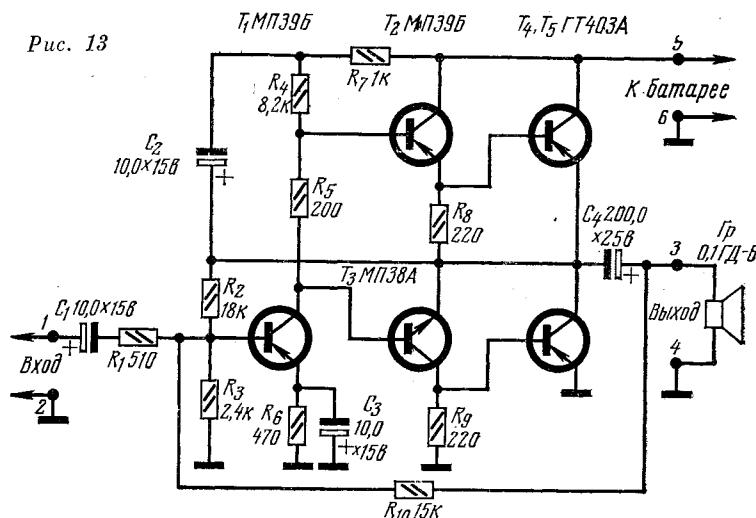 Рис. 13
T₁ МП39Б
T₂ МП39Б
T₄, T₅ ГТ403А
R₄
8,2к
R₇ 1к
5
К батарее
6
C₂
10,0×15в
+
R₅
200
R₈
220
C₄ 200,0
×25в
+
3
Гр
0,1ГД-6
Выход
4
T₃ МП38А
R₂
18к
C₁ 10,0×15в
1
+
R₁ 510
Вход
2
R₃
2,4к
R₆
470
C₃
10,0
+×15в
R₉
220
R₁₀ 15к